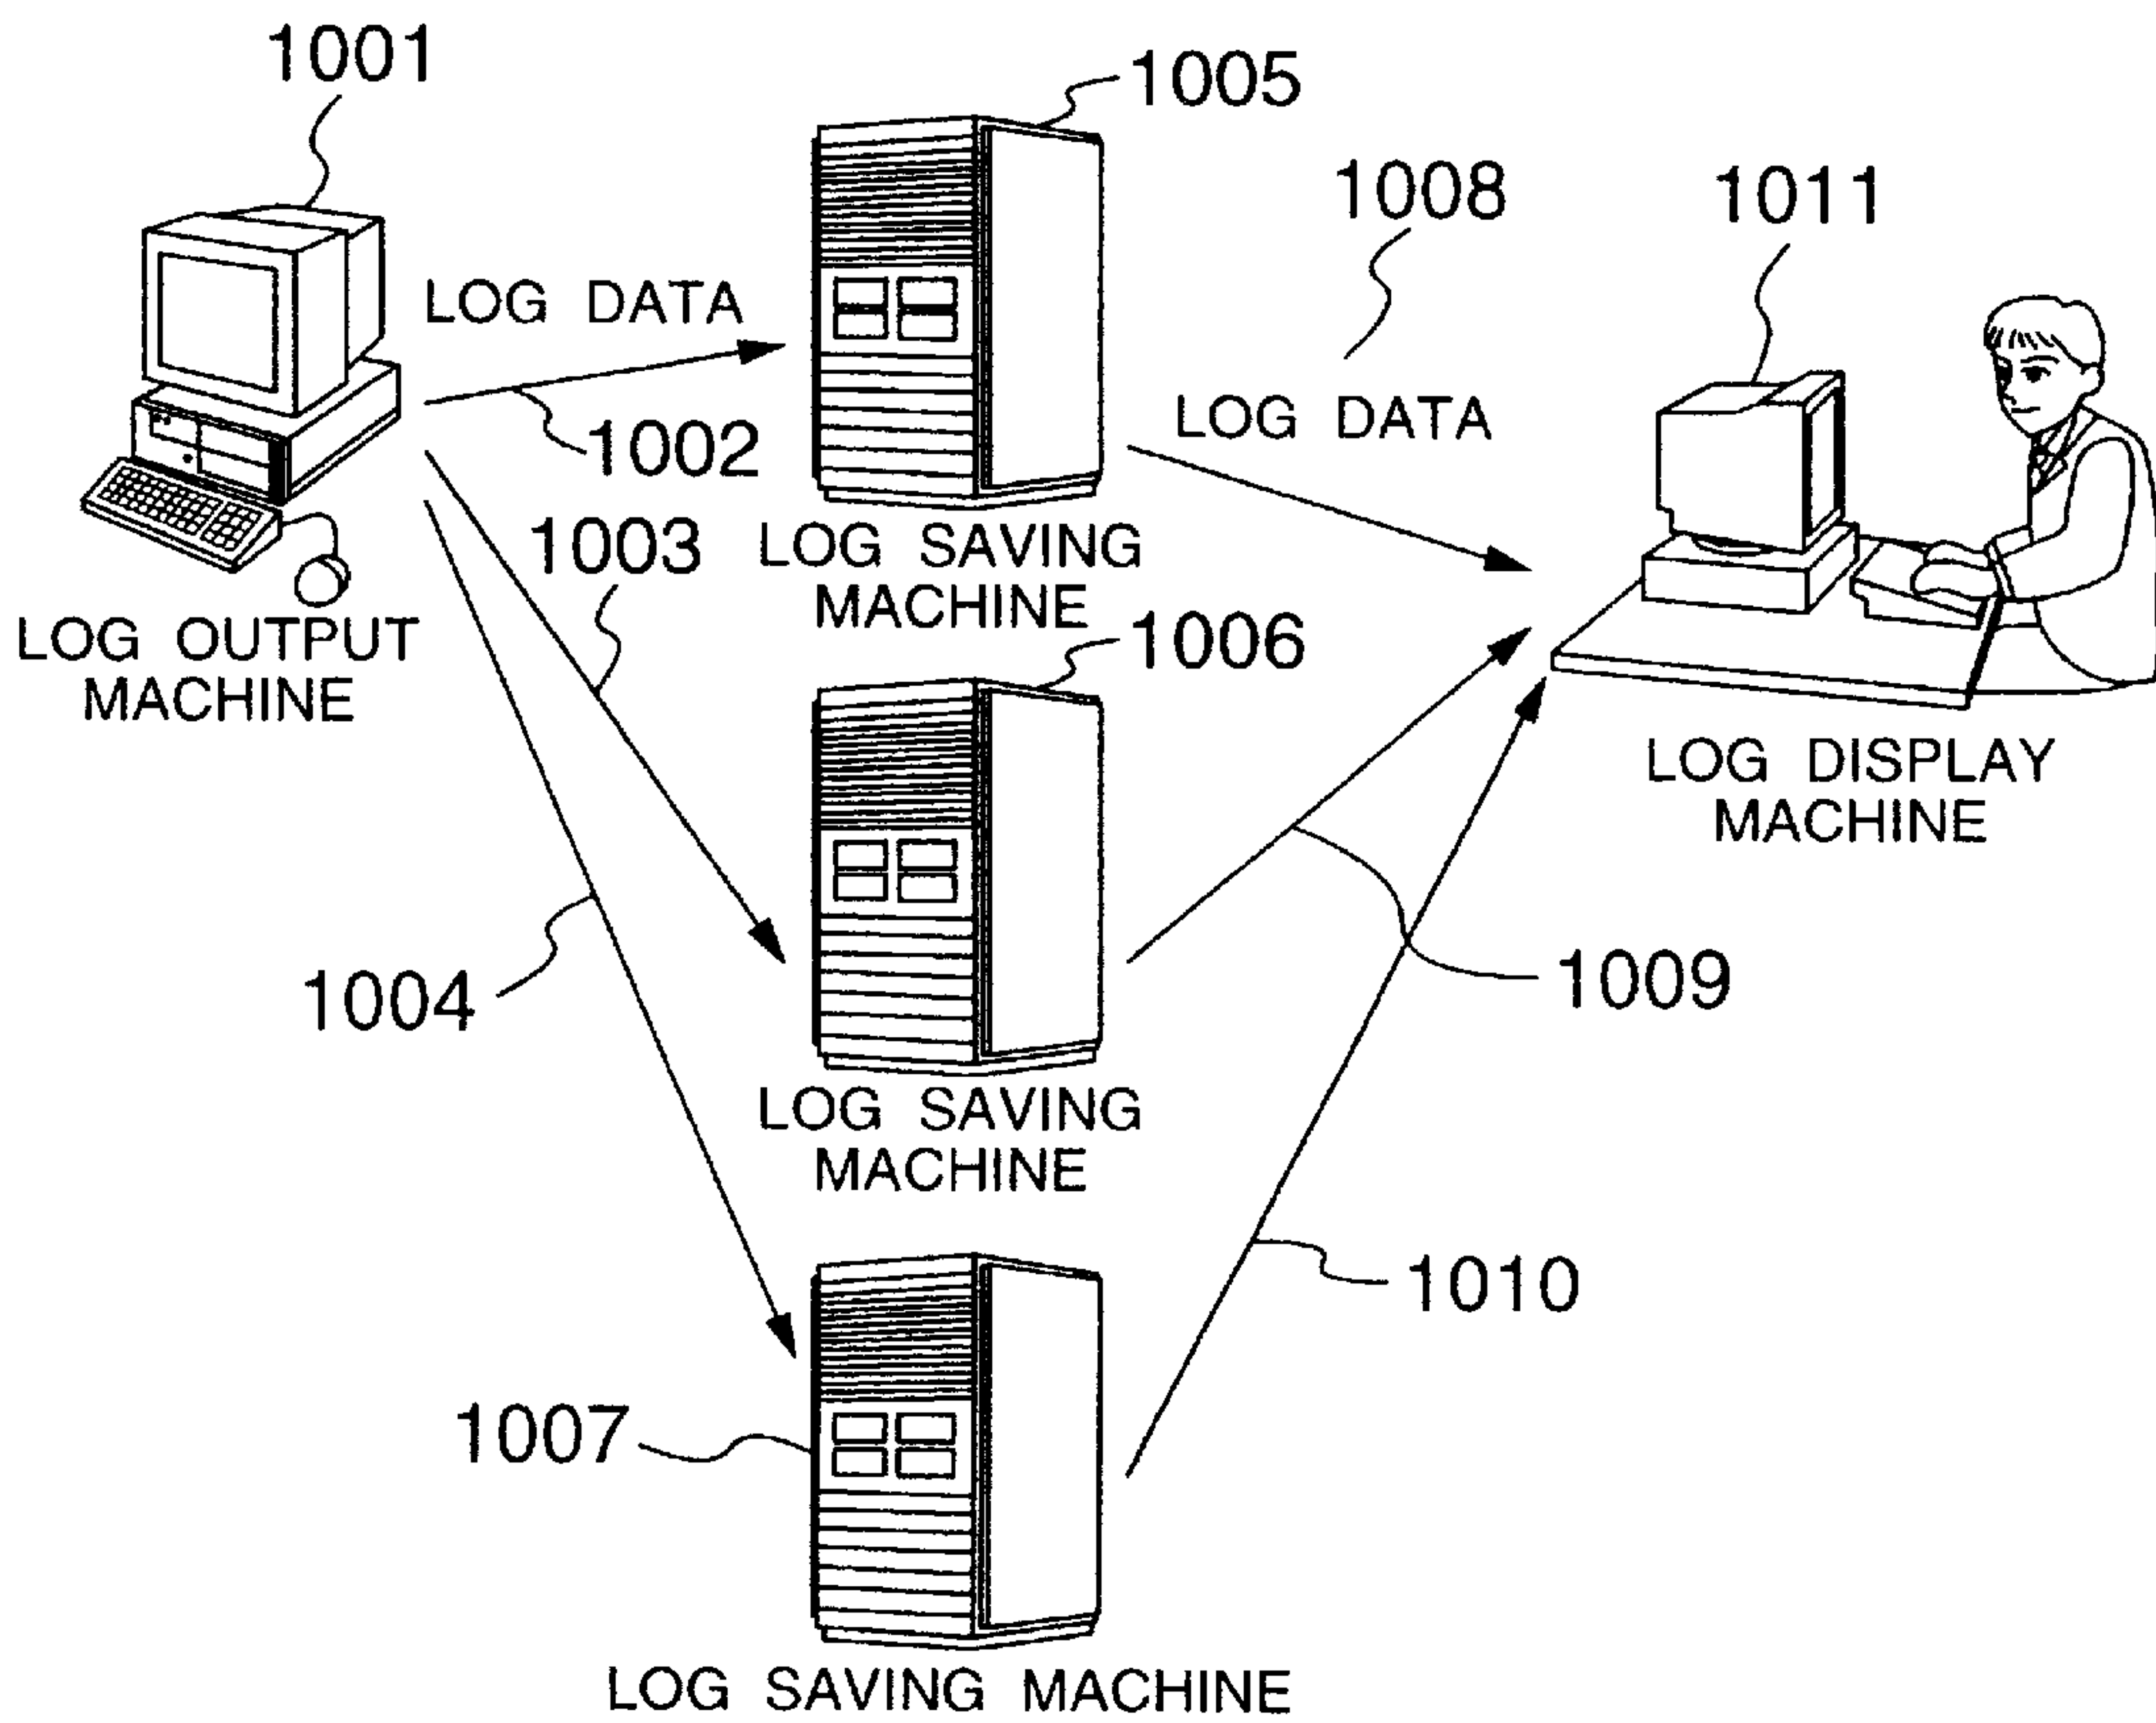 1001
1005
1008
1011
LOG DATA
LOG DATA
1002
1003
LOG SAVING
MACHINE
LOG OUTPUT
MACHINE
1006
LOG DISPLAY
MACHINE
1004
1009
LOG SAVING
MACHINE
1010
1007
LOG SAVING MACHINE